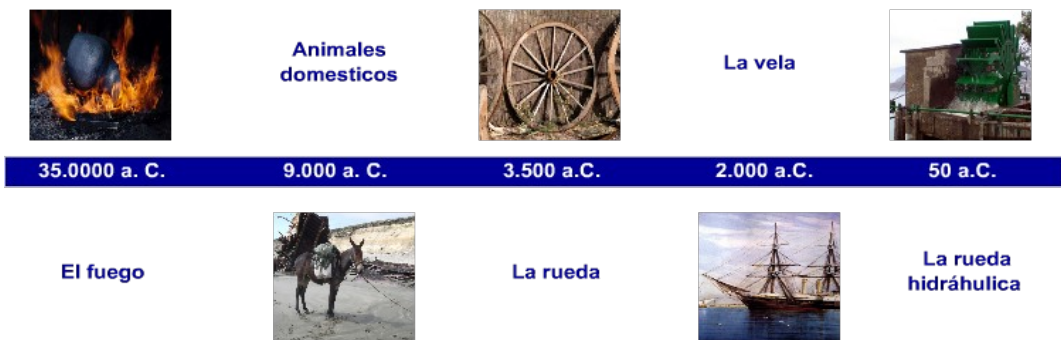 Animales
domesticos
La vela
35.0000 a. C.
9.000 a. C.
3.500 a.C.
2.000 a.C.
50 a.C.
El fuego
La rueda
La rueda
hidráhulica